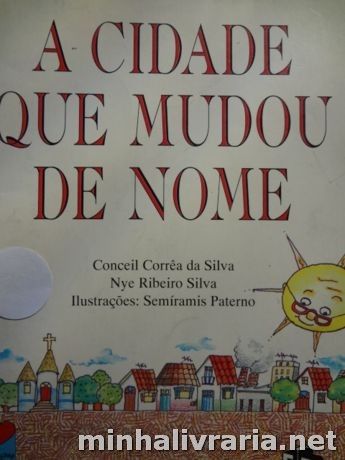 A CIDADE
QUE MUDOU
DE NOME
Conceil Corrêa da Silva
Nye Ribeiro Silva
Ilustrações: Semíramis Paterno
minhalivraria.net